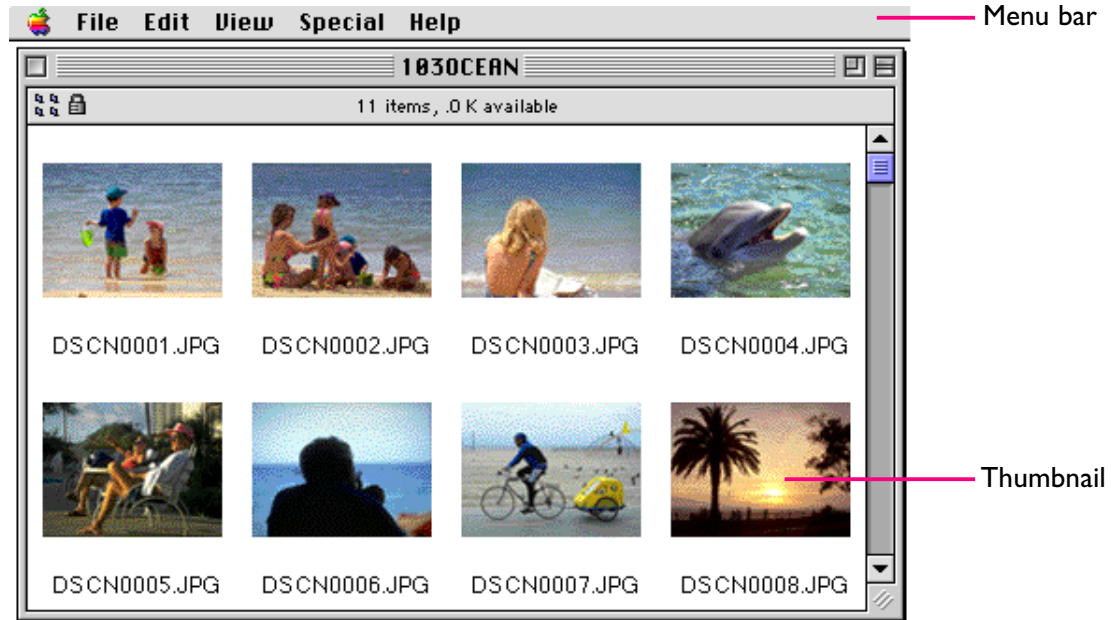 File Edit View Special Help
Menu bar
103OCEAN
11 items, .0 K available
DSCN0001.JPG DSCN0002.JPG DSCN0003.JPG DSCN0004.JPG
Thumbnail
DSCN0005.JPG DSCN0006.JPG DSCN0007.JPG DSCN0008.JPG